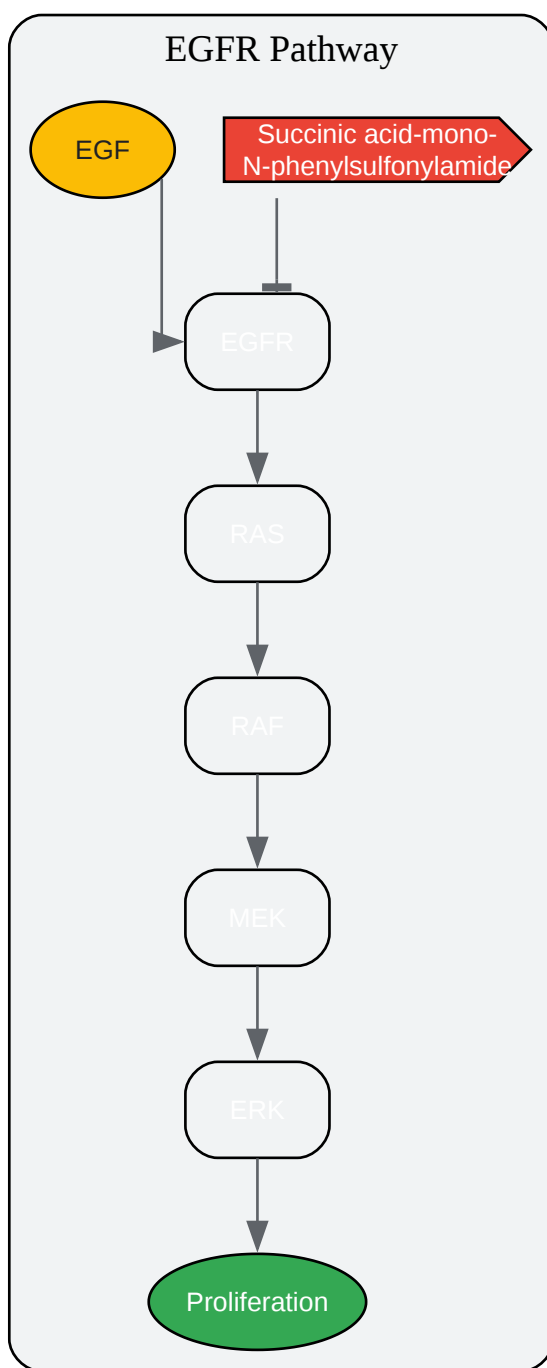 EGFR Pathway
EGF
Succinic acid-mono-
N-phenylsulfonylamide
EGFR
RAS
RAF
MEK
ERK
Proliferation